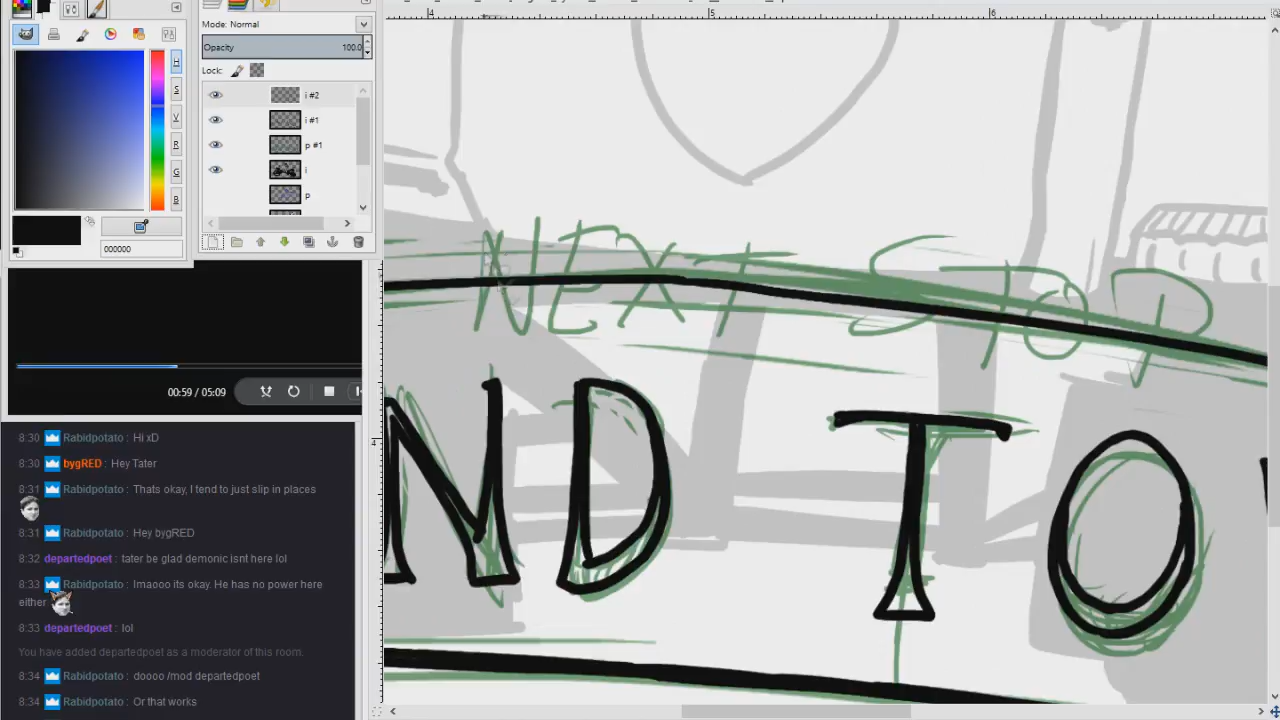 Mode: Normal
Opacity 100.0
Lock:
i #2
i #1
p #1
i
p
H
S
V
R
G
B
000000
4 5 6
4
NEXT STOP
ND TO
00:59 / 05:09
8:30 Rabidpotato: Hi xD
8:30 bygRED: Hey Tater
8:31 Rabidpotato: Thats okay, I tend to just slip in places
8:31 Rabidpotato: Hey bygRED
8:32 departedpoet: tater be glad demonic isnt here lol
8:33 Rabidpotato: lmaooo its okay. He has no power here
either
8:33 departedpoet: lol
You have added departedpoet as a moderator of this room.
8:34 Rabidpotato: doooo /mod departedpoet
8:34 Rabidpotato: Or that works